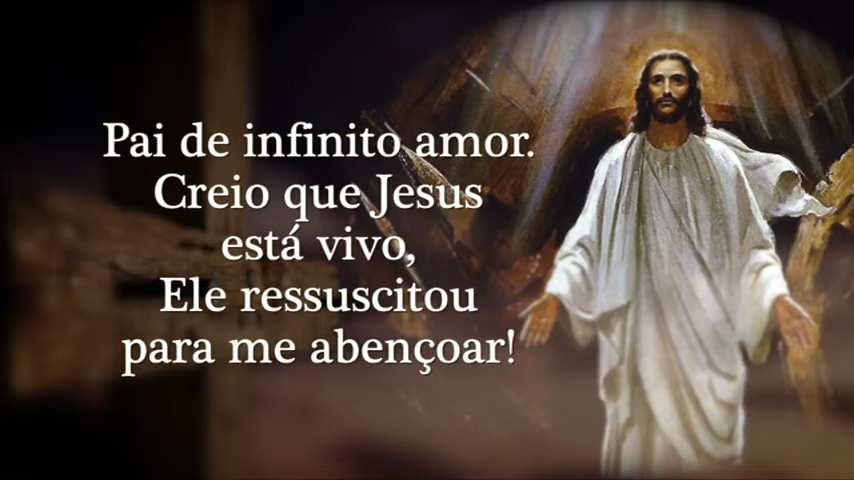 Pai de infinito amor.
Creio que Jesus
está vivo,
Ele ressuscitou
para me abençoar!